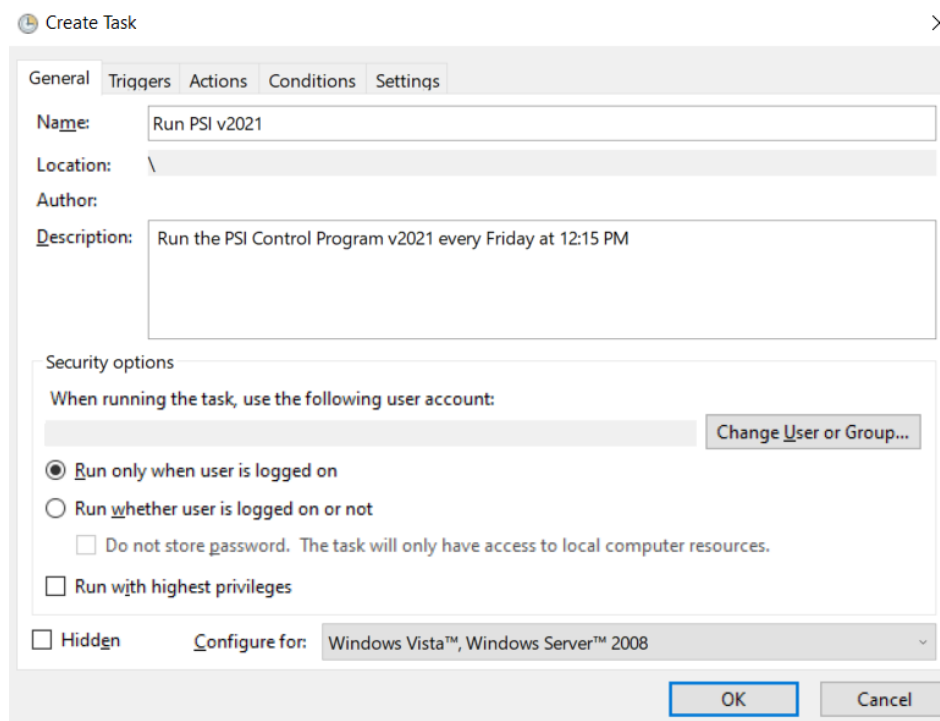 Create Task
General Triggers Actions Conditions Settings
Name: Run PSI v2021
Location: \
Author:
Description: Run the PSI Control Program v2021 every Friday at 12:15 PM
Security options
When running the task, use the following user account:
Change User or Group...
Run only when user is logged on
Run whether user is logged on or not
Do not store password. The task will only have access to local computer resources.
Run with highest privileges
Hidden Configure for: Windows Vista™, Windows Server™ 2008
OK Cancel